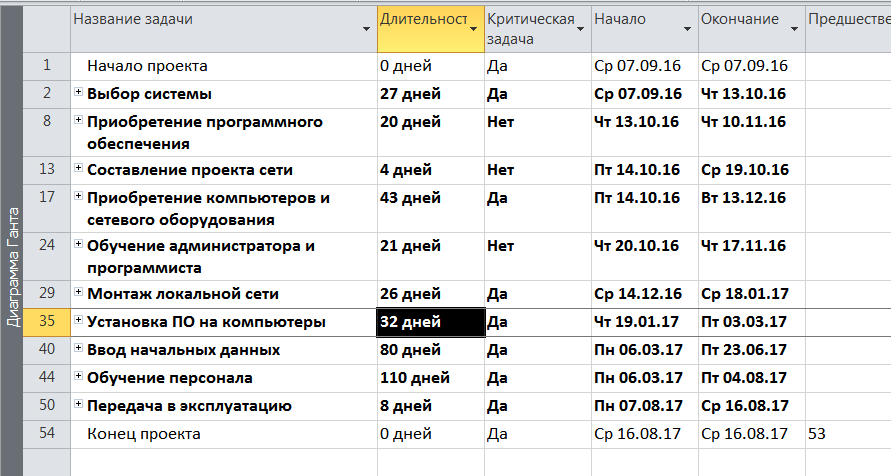 Название задачи Длительност Критическая задача Начало Окончание Предшестве
1 Начало проекта 0 дней Да Ср 07.09.16 Ср 07.09.16
2 Выбор системы 27 дней Да Ср 07.09.16 Чт 13.10.16
8 Приобретение программного 20 дней Нет Чт 13.10.16 Чт 10.11.16
обеспечения
13 Составление проекта сети 4 дней Нет Пт 14.10.16 Ср 19.10.16
17 Приобретение компьютеров и 43 дней Да Пт 14.10.16 Вт 13.12.16
сетевого оборудования
24 Обучение администратора и 21 дней Нет Чт 20.10.16 Чт 17.11.16
программиста
29 Монтаж локальной сети 26 дней Да Ср 14.12.16 Ср 18.01.17
35 Установка ПО на компьютеры 32 дней Да Чт 19.01.17 Пт 03.03.17
40 Ввод начальных данных 80 дней Да Пн 06.03.17 Пт 23.06.17
44 Обучение персонала 110 дней Да Пн 06.03.17 Пт 04.08.17
50 Передача в эксплуатацию 8 дней Да Пн 07.08.17 Ср 16.08.17
54 Конец проекта 0 дней Да Ср 16.08.17 Ср 16.08.17 53
Диаграмма Ганта